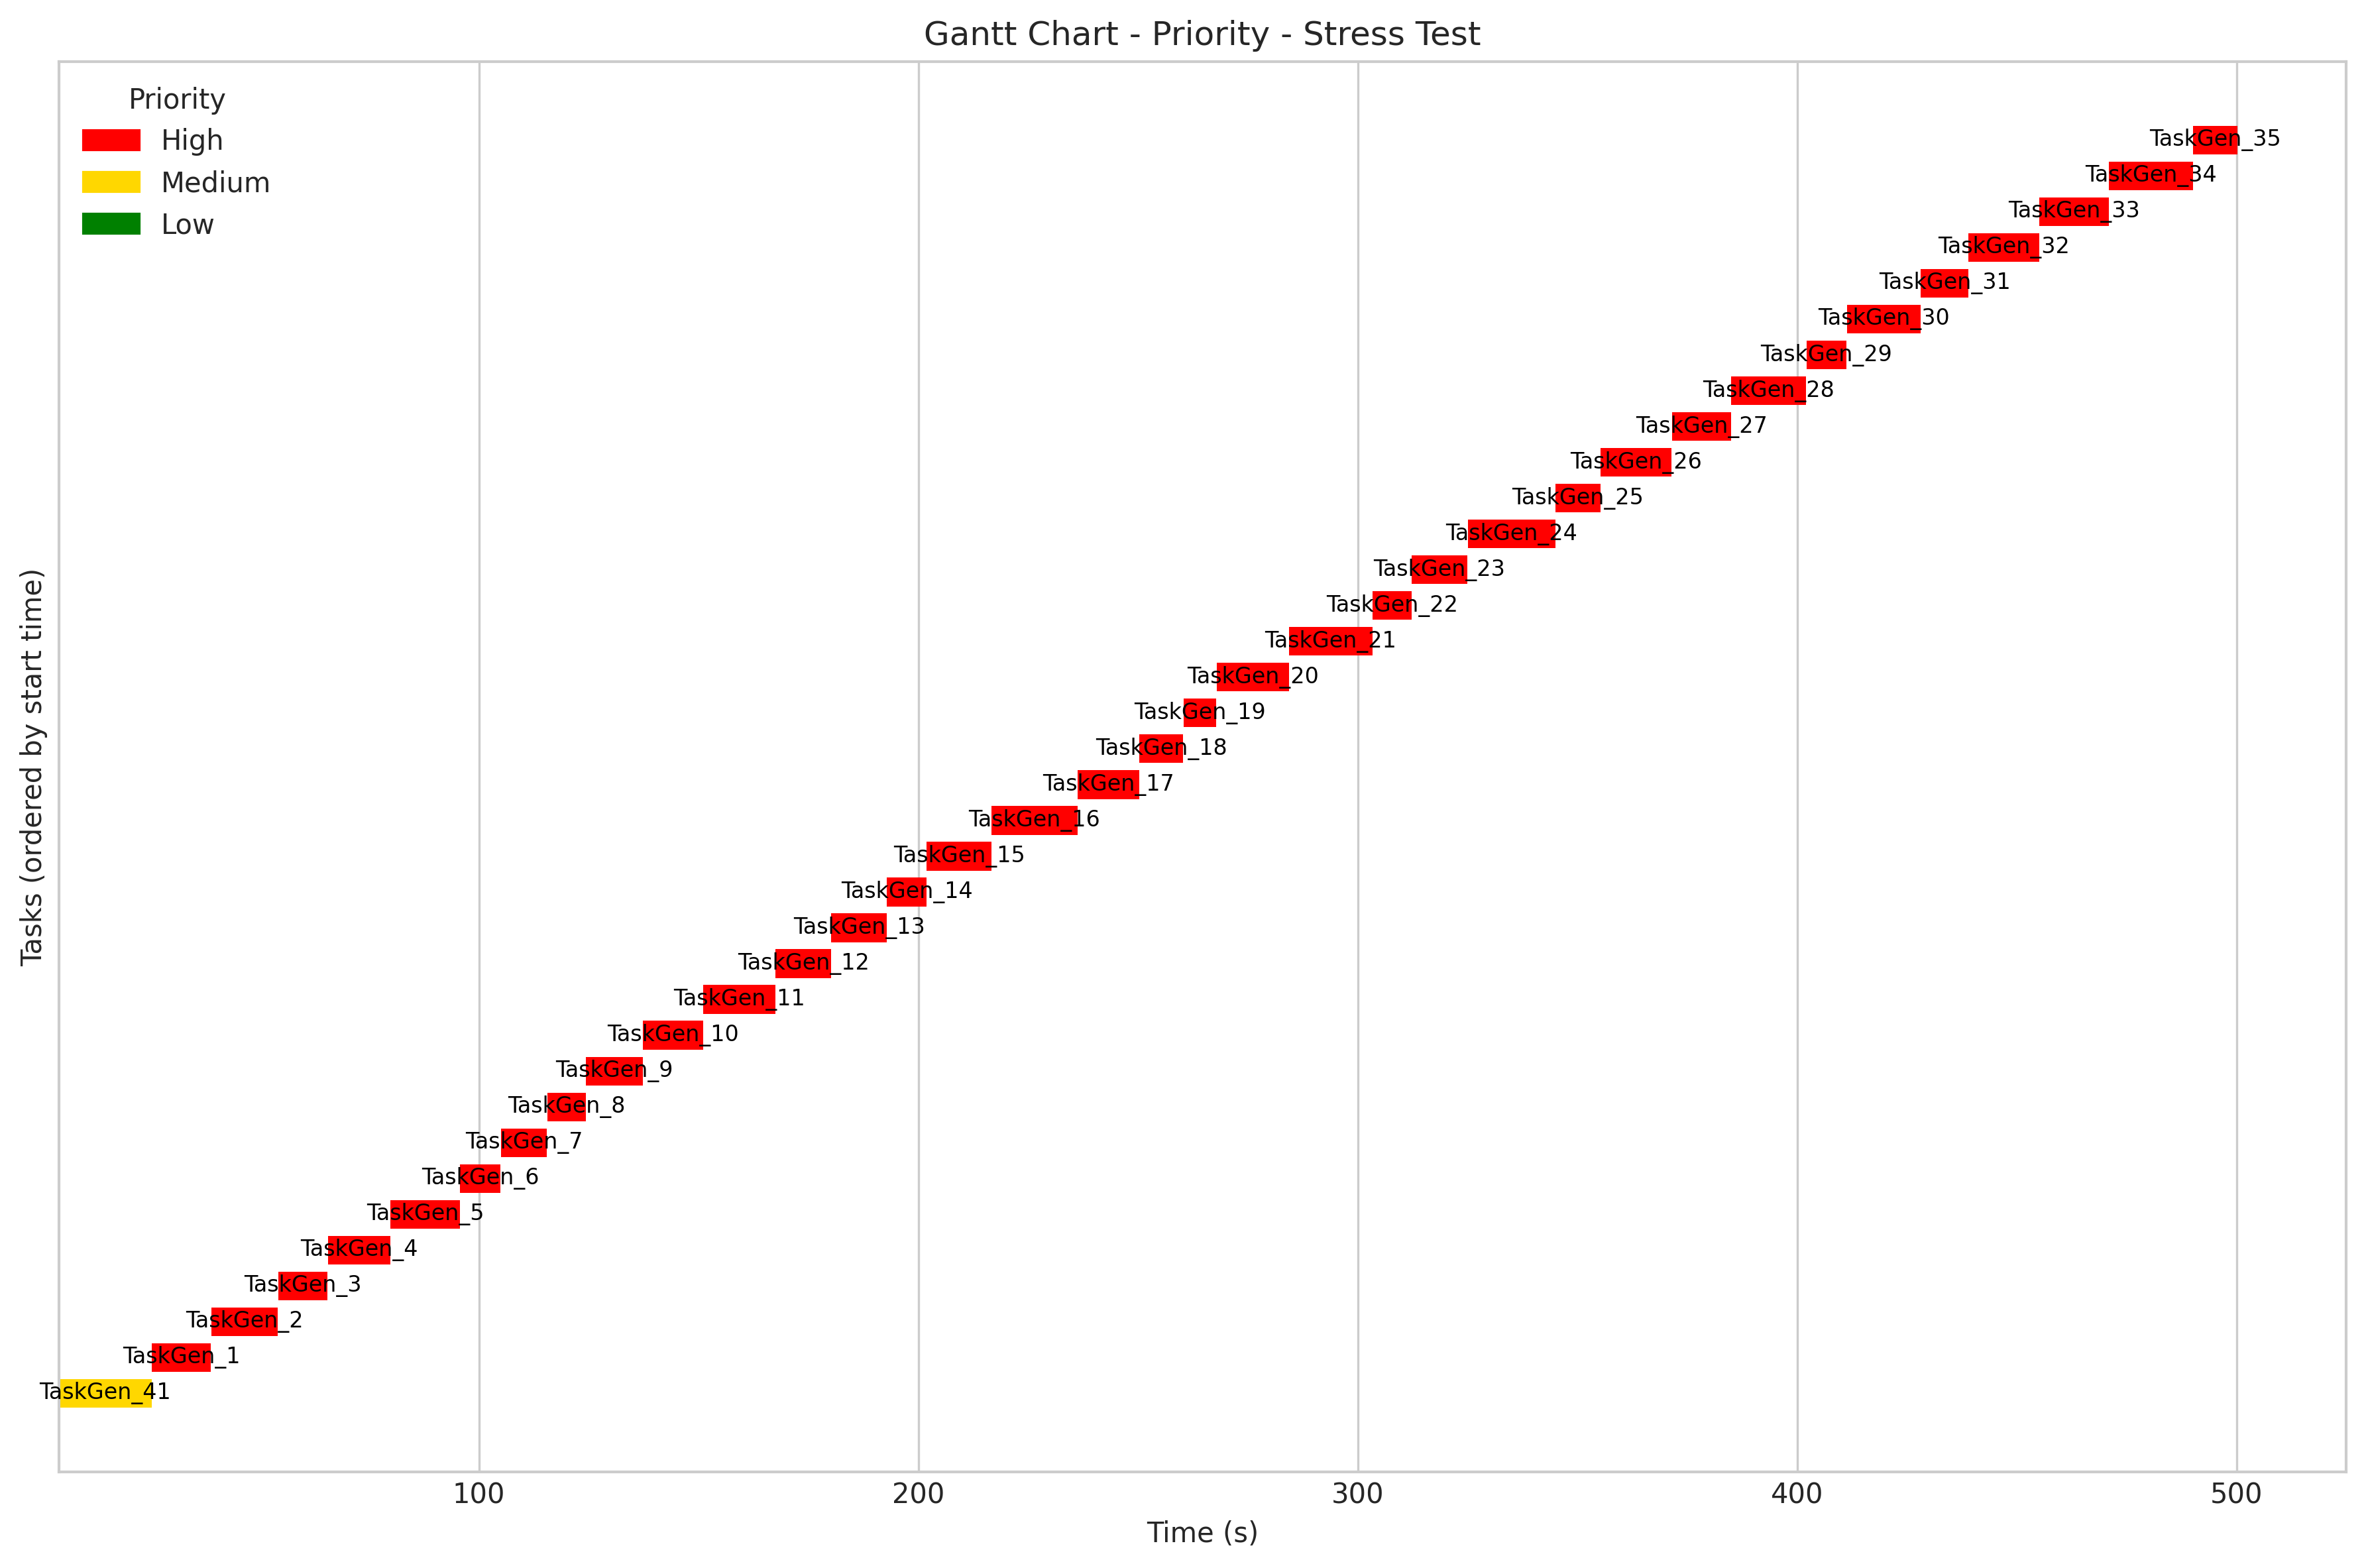 Gantt Chart - Priority - Stress Test
Priority
High
Medium
Low
TaskGen_35
TaskGen_34
TaskGen_33
TaskGen_32
TaskGen_31
TaskGen_30
TaskGen_29
TaskGen_28
TaskGen_27
TaskGen_26
TaskGen_25
TaskGen_24
TaskGen_23
TaskGen_22
TaskGen_21
TaskGen_20
TaskGen_19
TaskGen_18
TaskGen_17
TaskGen_16
TaskGen_15
TaskGen_14
TaskGen_13
TaskGen_12
TaskGen_11
TaskGen_10
TaskGen_9
TaskGen_8
TaskGen_7
TaskGen_6
TaskGen_5
TaskGen_4
TaskGen_3
TaskGen_2
TaskGen_1
TaskGen_41
Tasks (ordered by start time)
100 200 300 400 500
Time (s)